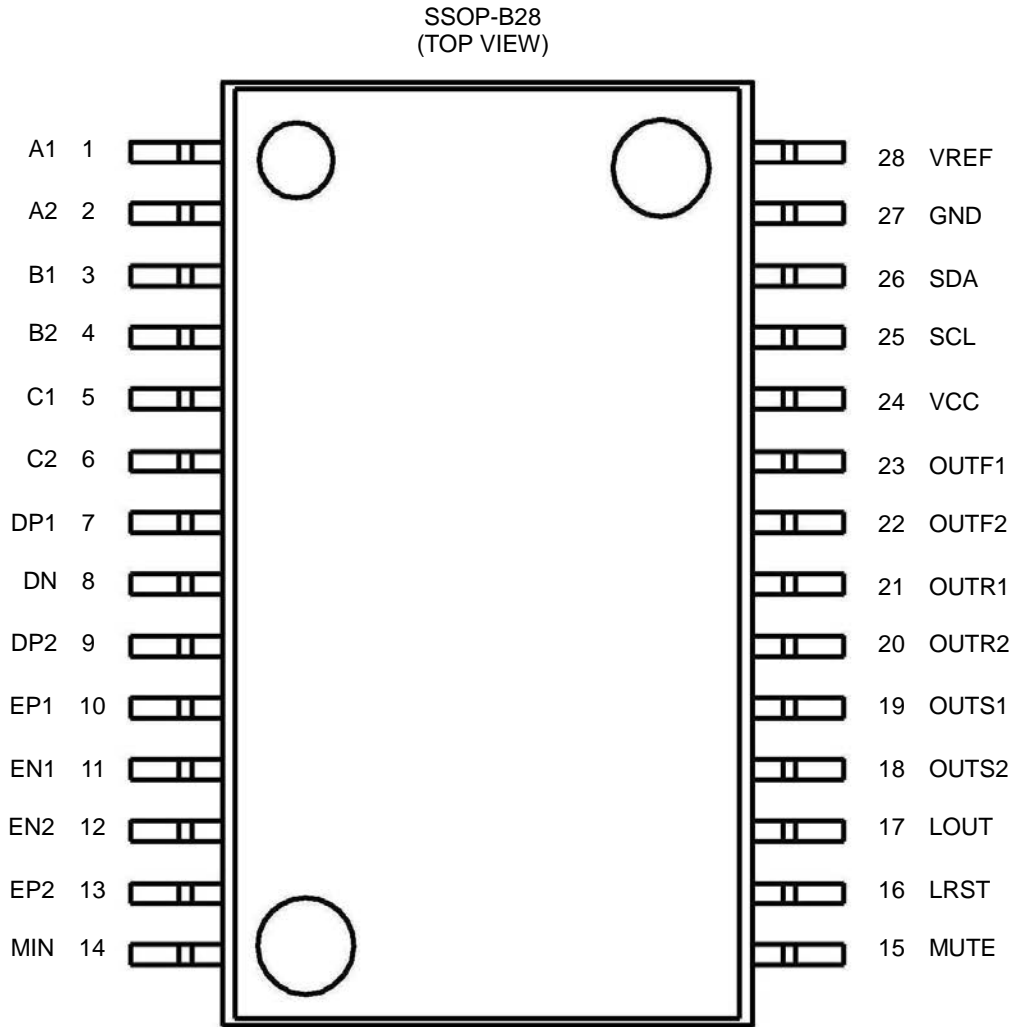 SSOP-B28
(TOP VIEW)
A1 1
A2 2
B1 3
B2 4
C1 5
C2 6
DP1 7
DN 8
DP2 9
EP1 10
EN1 11
EN2 12
EP2 13
MIN 14
28 VREF
27 GND
26 SDA
25 SCL
24 VCC
23 OUTF1
22 OUTF2
21 OUTR1
20 OUTR2
19 OUTS1
18 OUTS2
17 LOUT
16 LRST
15 MUTE